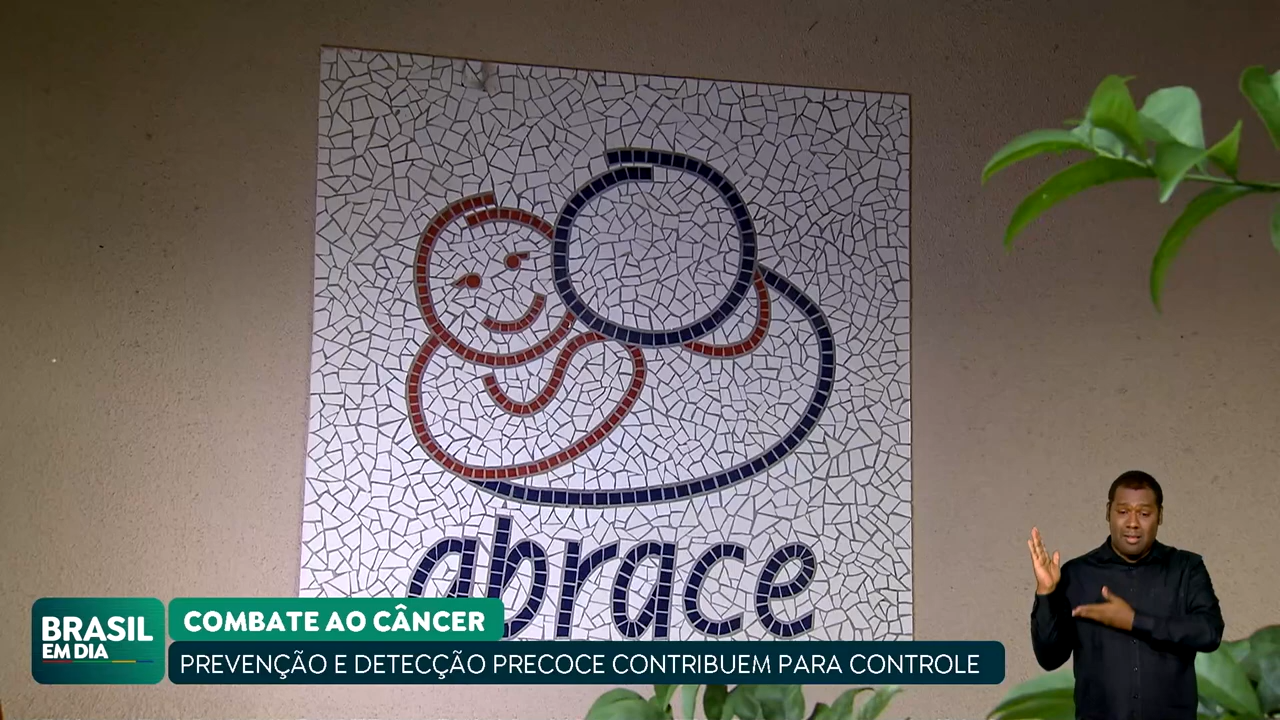 abrace
BRASIL
EM DIA
COMBATE AO CÂNCER
PREVENÇÃO E DETECÇÃO PRECOCE CONTRIBUEM PARA CONTROLE